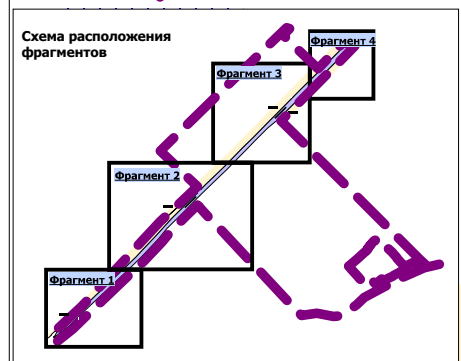 Схема расположения
фрагментов
Фрагмент 4
Фрагмент 3
Фрагмент 2
Фрагмент 1